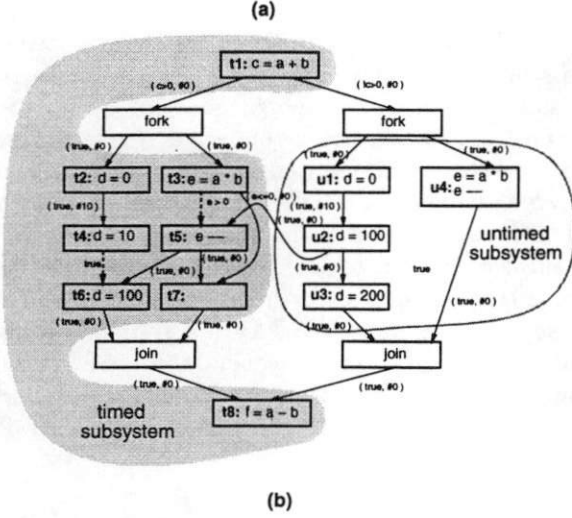 (a)
t1: c = a + b
( c>0, #0) ( !c>0, #0)
fork fork
(true, #0) (true, #0) (true, #0) (true, #0)
t2: d = 0 t3: e = a * b u1: d = 0 e = a * b
u4: e —
( true, #10) e > 0 e<=0, #0) (true, #10)
(true, #0)
t4: d = 10 t5: e — u2: d = 100 untimed
subsystem
true (true, #0) (true, #0) true
(true, #0) (true, #0)
t6: d = 100 t7: u3: d = 200
(true, #0) (true, #0) (true, #0)
join join
(true, #0) (true, #0)
timed
subsystem
t8: f = a – b
(b)